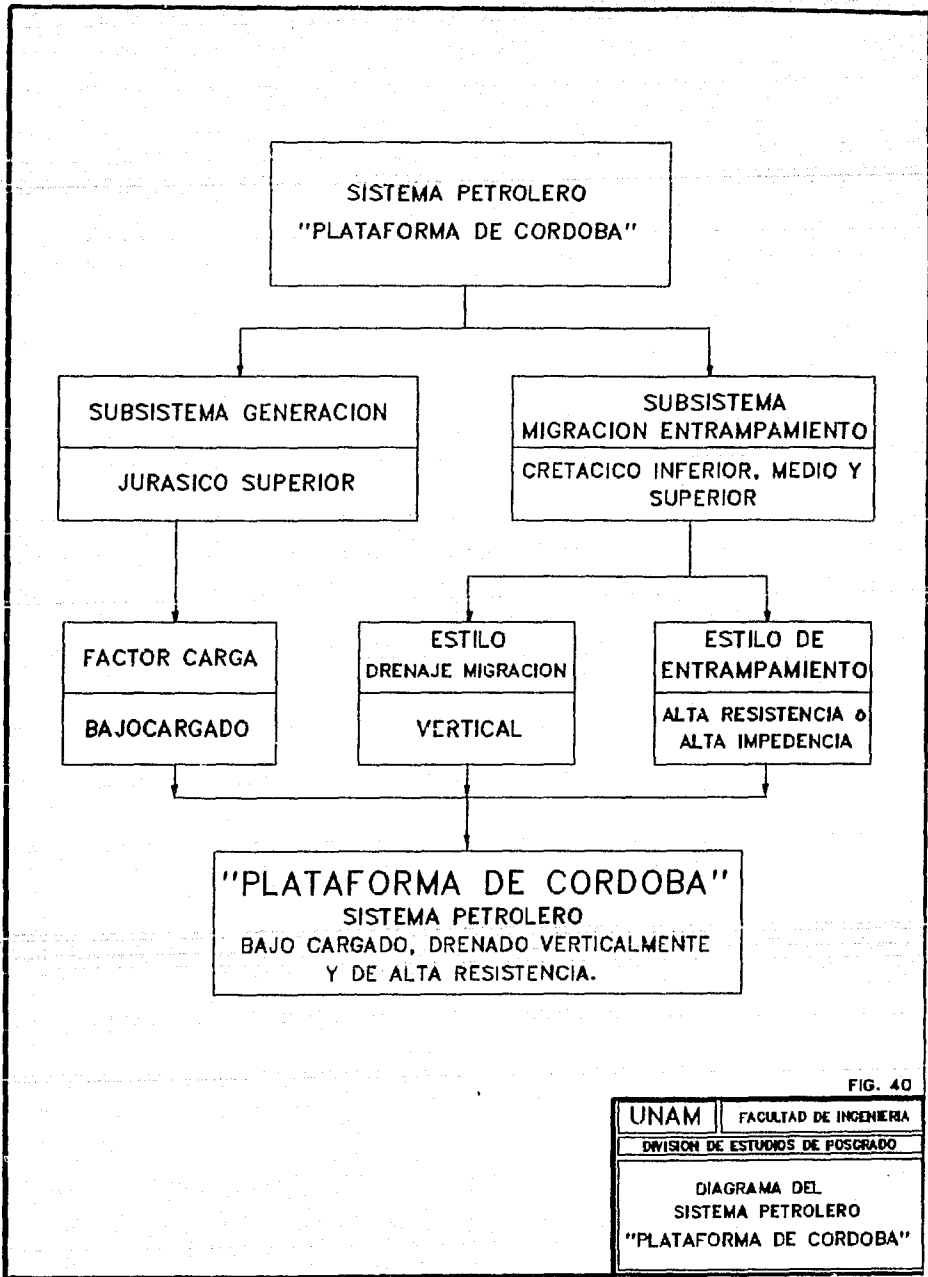 SISTEMA PETROLERO
"PLATAFORMA DE CORDOBA"
SUBSISTEMA GENERACION
JURASICO SUPERIOR
SUBSISTEMA
MIGRACION ENTRAMPAMIENTO
CRETACICO INFERIOR, MEDIO Y
SUPERIOR
FACTOR CARGA
BAJOCARGADO
ESTILO
DRENAJE MIGRACION
VERTICAL
ESTILO DE
ENTRAMPAMIENTO
ALTA RESISTENCIA o
ALTA IMPEDENCIA
"PLATAFORMA DE CORDOBA"
SISTEMA PETROLERO
BAJO CARGADO, DRENADO VERTICALMENTE
Y DE ALTA RESISTENCIA.
FIG. 40
UNAM FACULTAD DE INGENIERIA
DIVISION DE ESTUDIOS DE POSGRADO
DIAGRAMA DEL
SISTEMA PETROLERO
"PLATAFORMA DE CORDOBA"